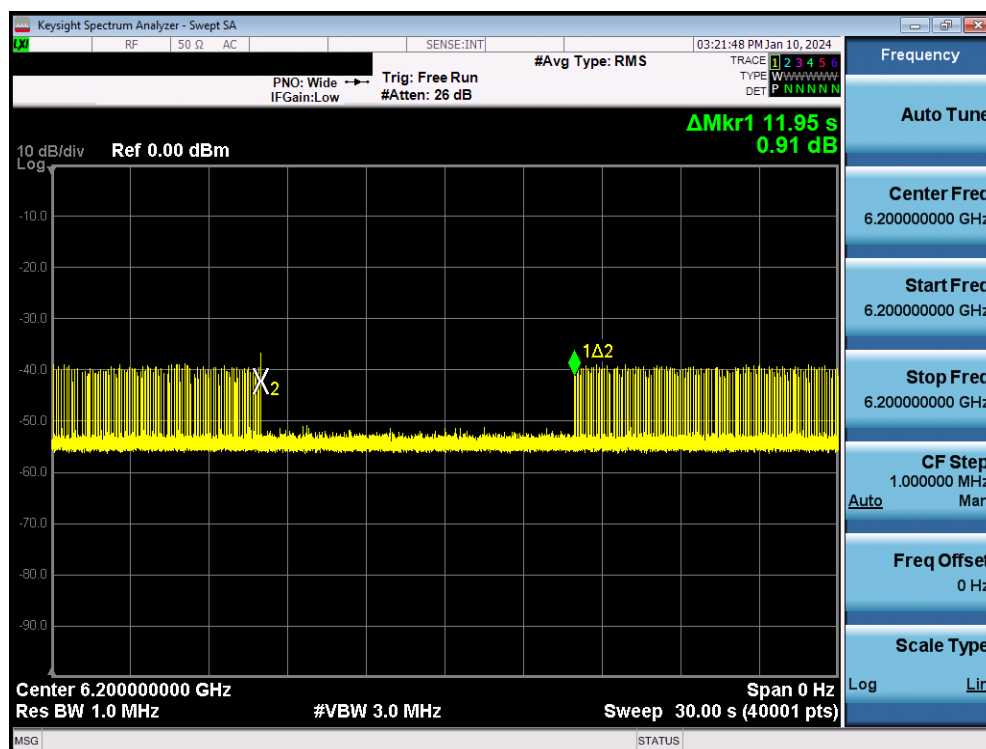 Keysight Spectrum Analyzer - Swept SA
LXI RF 50 Ω AC SENSE:INT 03:21:48 PM Jan 10, 2024
#Avg Type: RMS TRACE 1 2 3 4 5 6
PNO: Wide Trig: Free Run TYPE WWWWWW
IFGain:Low #Atten: 26 dB DET P N N N N N
ΔMkr1 11.95 s
0.91 dB
10 dB/div Ref 0.00 dBm
Log
-10.0
-20.0
-30.0
-40.0
-50.0
-60.0
-70.0
-80.0
-90.0
1Δ2
X2
Center 6.200000000 GHz Span 0 Hz
Res BW 1.0 MHz #VBW 3.0 MHz Sweep 30.00 s (40001 pts)
MSG STATUS
Frequency
Auto Tune
Center Freq
6.200000000 GHz
Start Freq
6.200000000 GHz
Stop Freq
6.200000000 GHz
CF Step
1.000000 MHz
Auto Man
Freq Offset
0 Hz
Scale Type
Log Lin